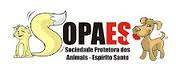 SOPAES
Sociedade Protetora dos
Animais - Espírito Santo